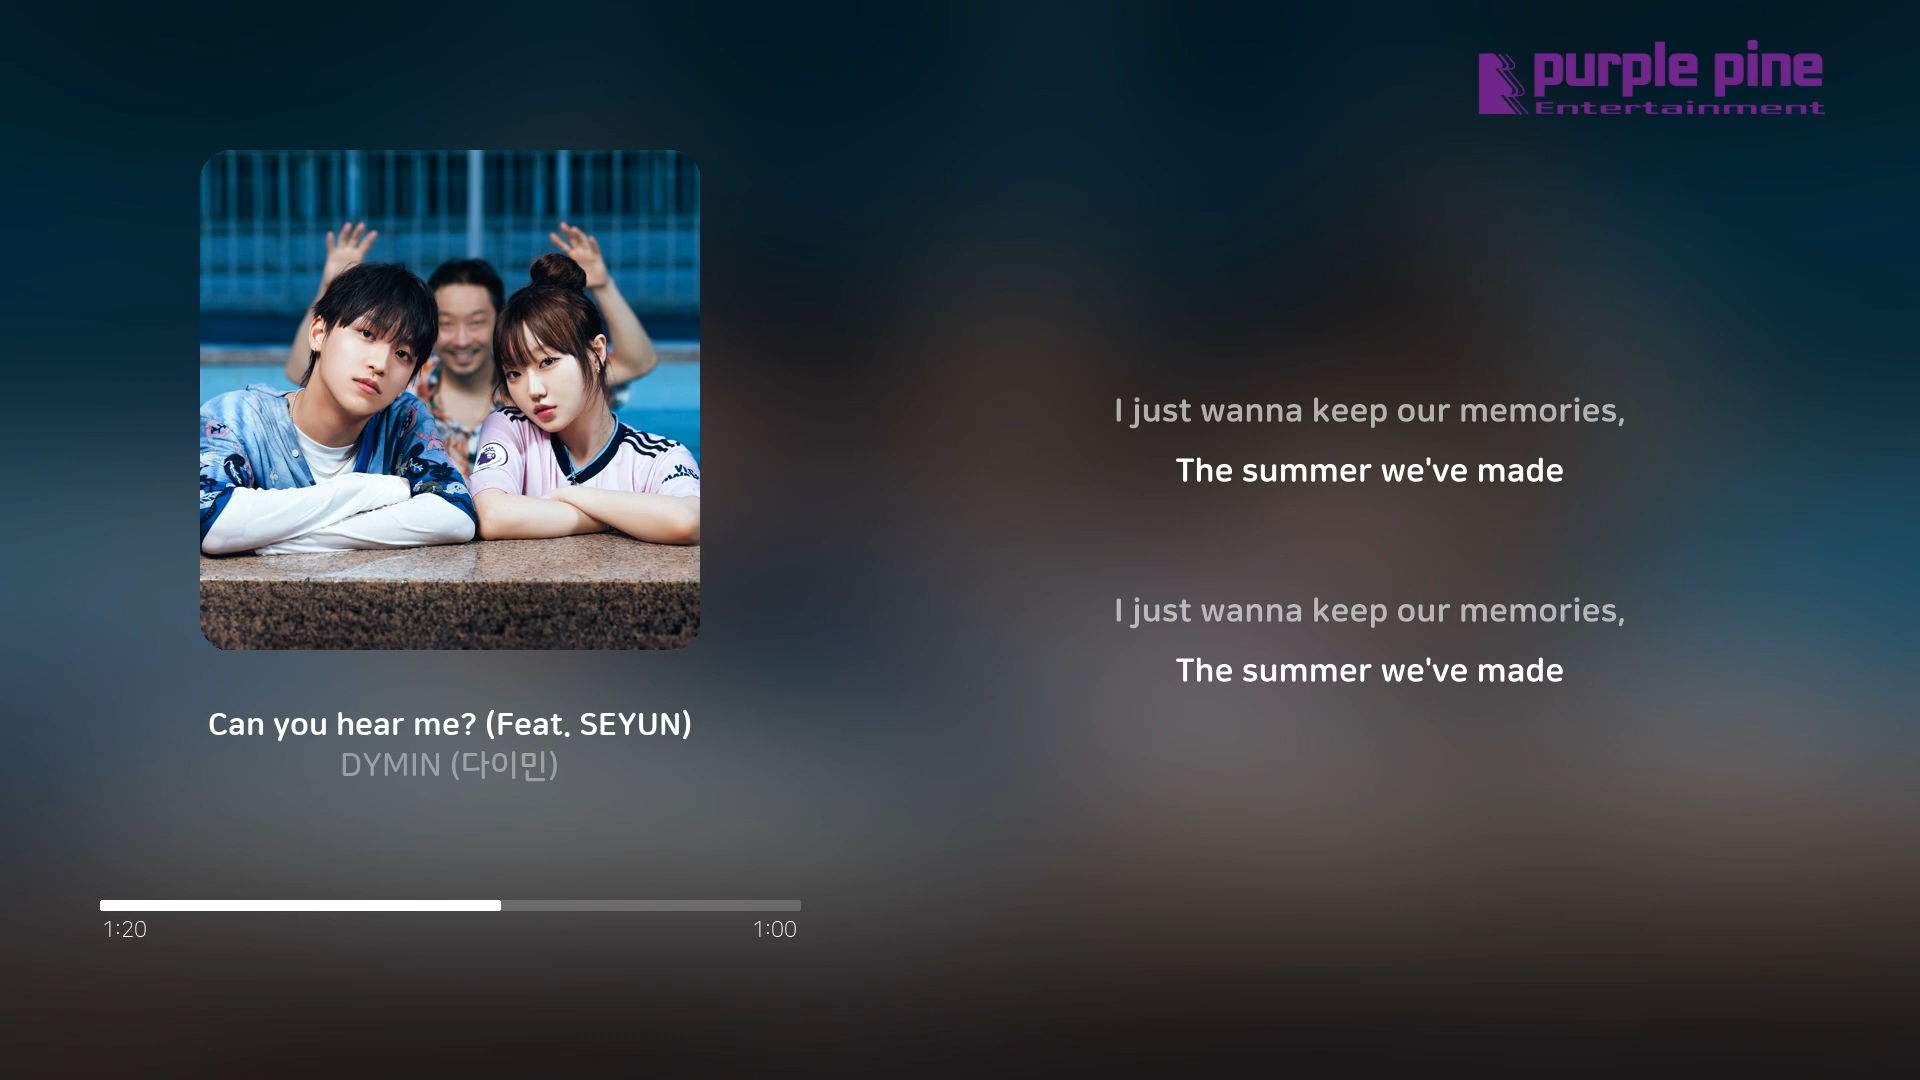 purple pine
Entertainment
I just wanna keep our memories,
The summer we've made
I just wanna keep our memories,
The summer we've made
Can you hear me? (Feat. SEYUN)
DYMIN (다이민)
1:20
1:00